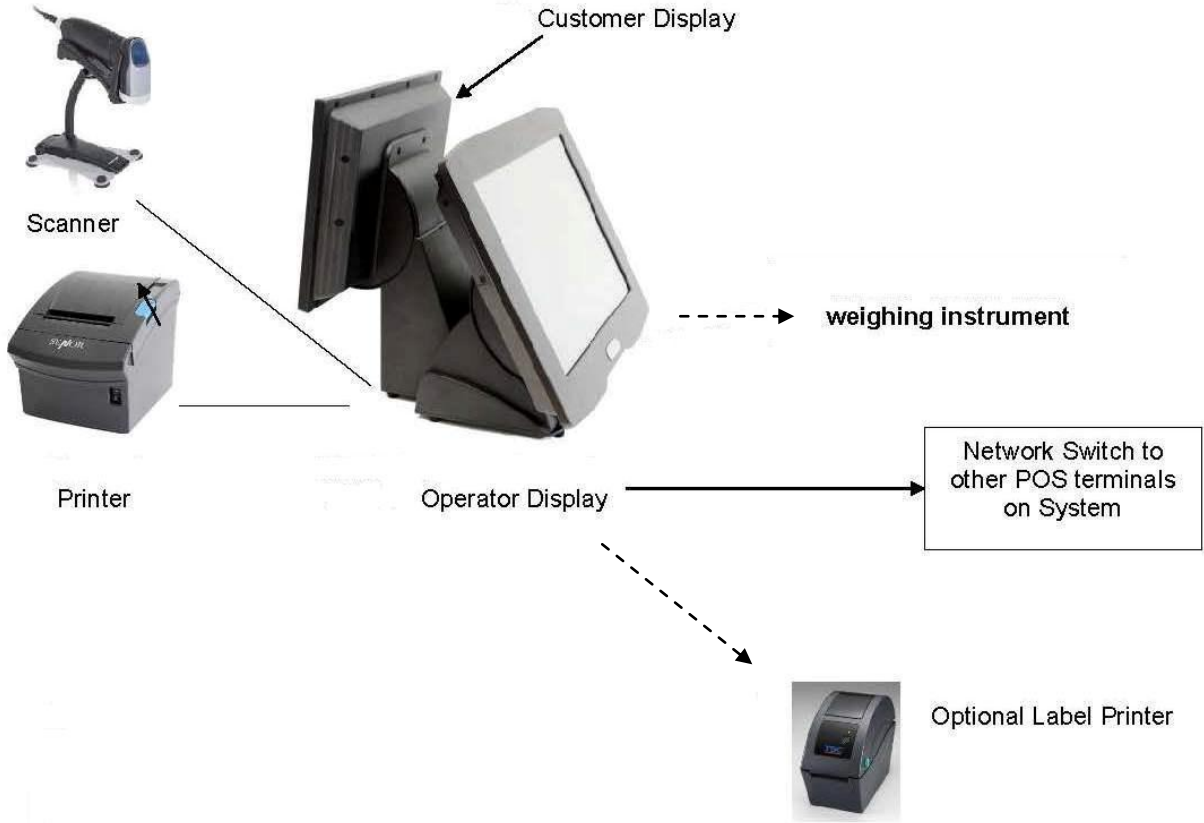 Customer Display
Scanner
weighing instrument
Network Switch to
other POS terminals
on System
Printer
Operator Display
Optional Label Printer
TSC